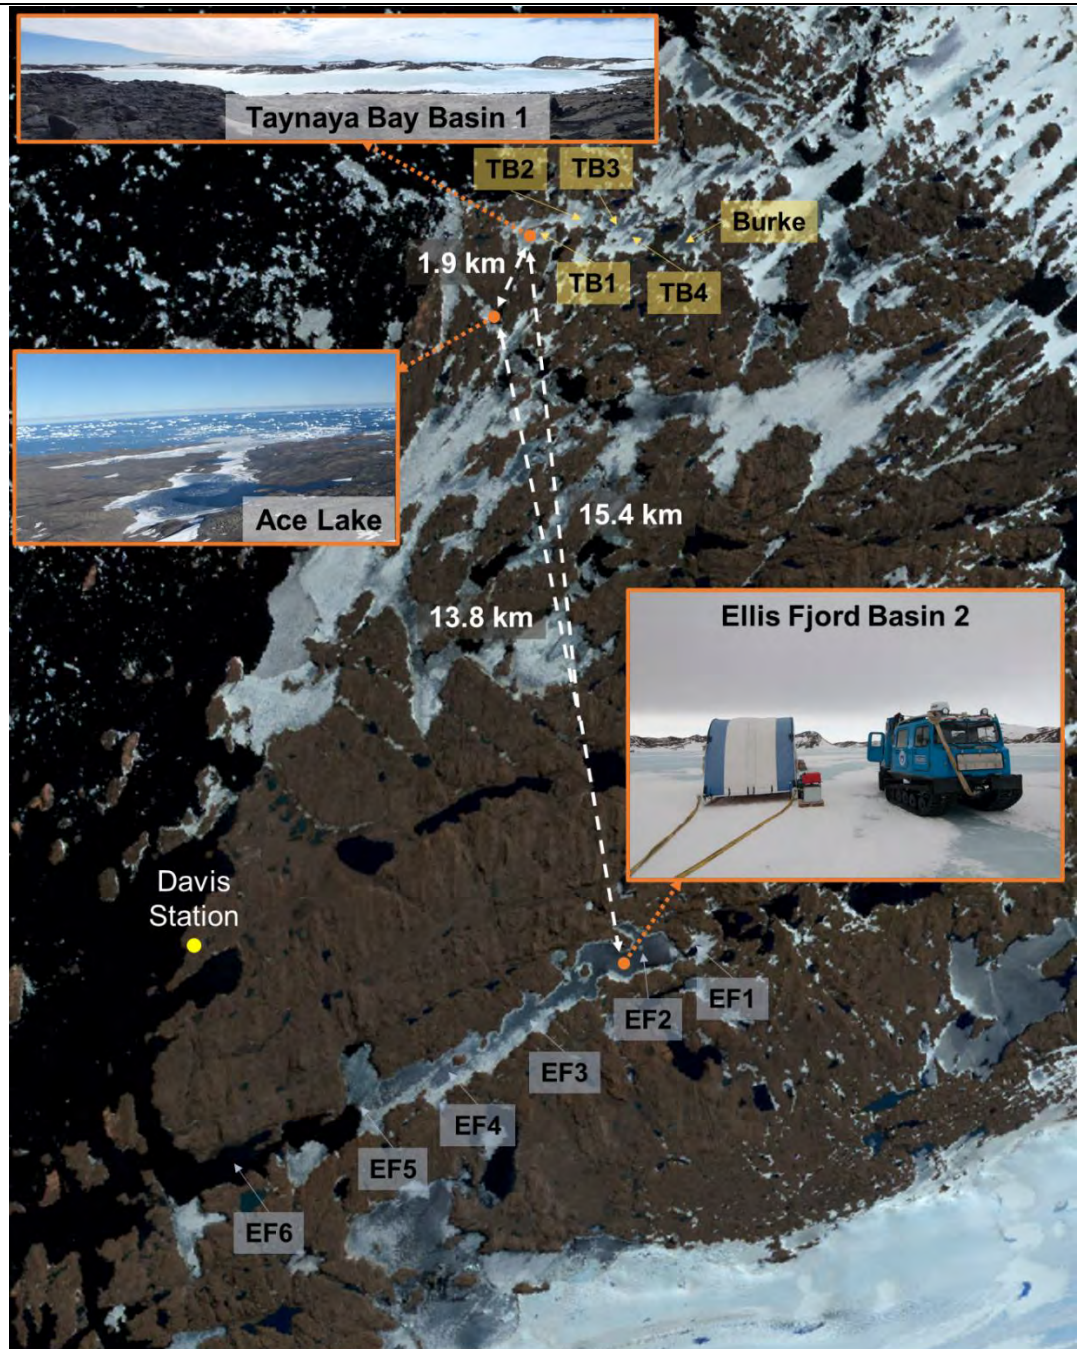 Taynaya Bay Basin 1
TB2
TB3
Burke
1.9 km
TB1
TB4
Ace Lake
15.4 km
13.8 km
Ellis Fjord Basin 2
Davis
Station
EF1
EF2
EF3
EF4
EF5
EF6